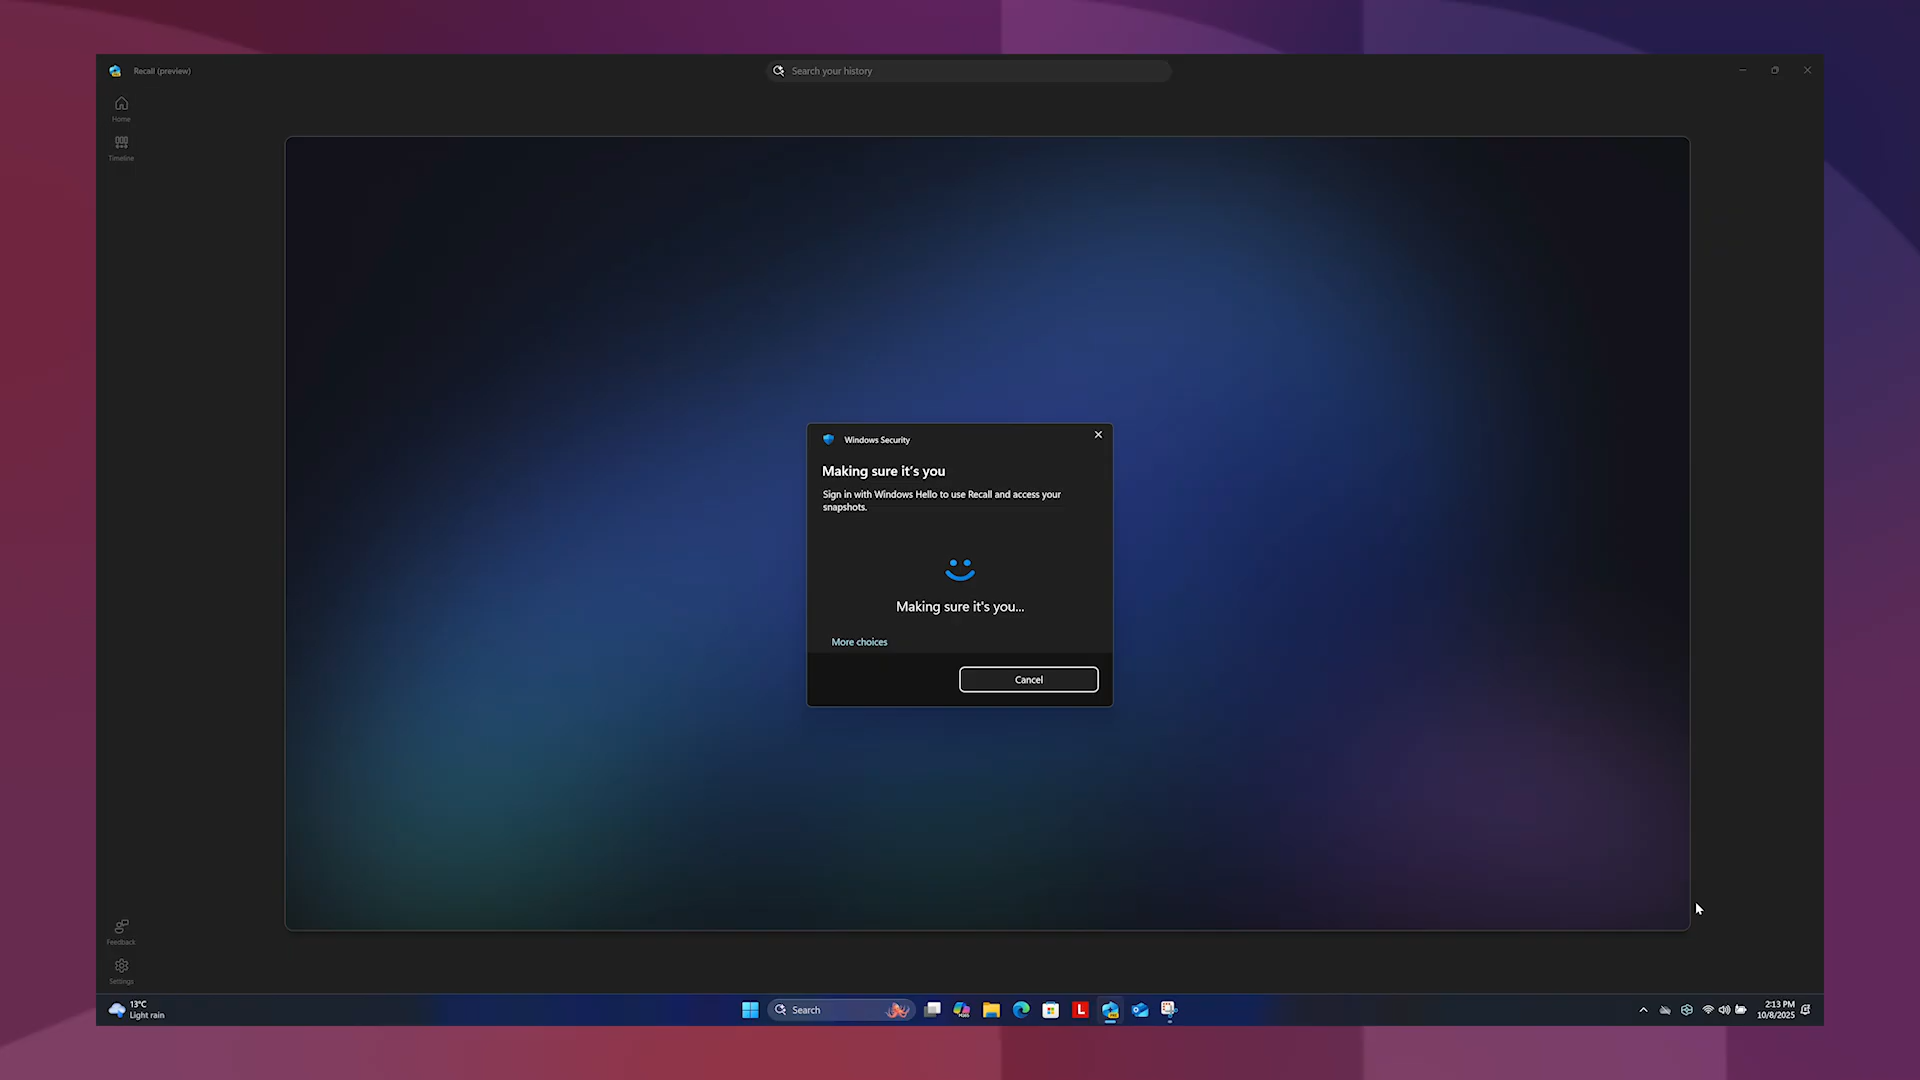 Recall (preview)
Search your history
Home
Timeline
Windows Security
Making sure it's you
Sign in with Windows Hello to use Recall and access your
snapshots.
Making sure it's you...
More choices
Cancel
Feedback
Settings
13°C
Light rain
Search
L
2:13 PM
10/8/2025